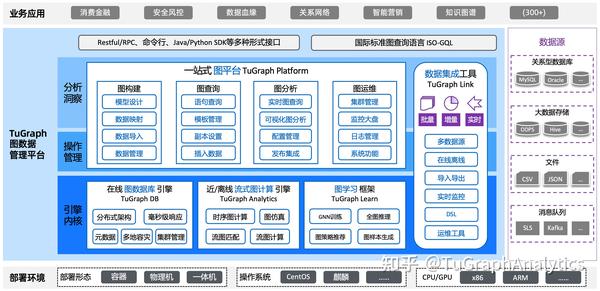 业务应用
消费金融
安全风控
数据血缘
关系网络
智能营销
知识图谱
(300+)
TuGraph
图数据
管理平台
Restful/RPC、命令行、Java/Python SDK等多种形式接口
国际标准图查询语言 ISO-GQL
分析
洞察
操作
管理
引擎
内核
一站式 图平台 TuGraph Platform
图构建
模型设计
数据映射
数据导入
数据管理
图查询
语句查询
模板管理
副本设置
插入数据
图分析
实时图查询
可视化图分析
配置管理
发布集成
图运维
集群管理
监控大盘
日志管理
系统功能
在线 图数据库 引擎
TuGraph DB
分布式架构
毫秒级响应
元数据
多地容灾
集群管理
近/离线 流式图计算 引擎
TuGraph Analytics
时序图计算
图仿真
流图匹配
流图计算
图学习 框架
TuGraph Learn
GNN训练
全图推理
图策略推荐
图样本生成
数据集成工具
TuGraph Link
批量
增量
实时
多数据源
在线离线
导入导出
实时监控
DSL
运维工具
数据源
关系型数据库
MySQL
Oracle
...
大数据存储
ODPS
Hive
...
文件
CSV
JSON
...
消息队列
SLS
Kafka
...
部署环境
部署形态
容器
物理机
一体机
操作系统
CentOS
麒麟
......
CPU/GPU
x86
ARM
......
知乎 @TuGraphAnalytics